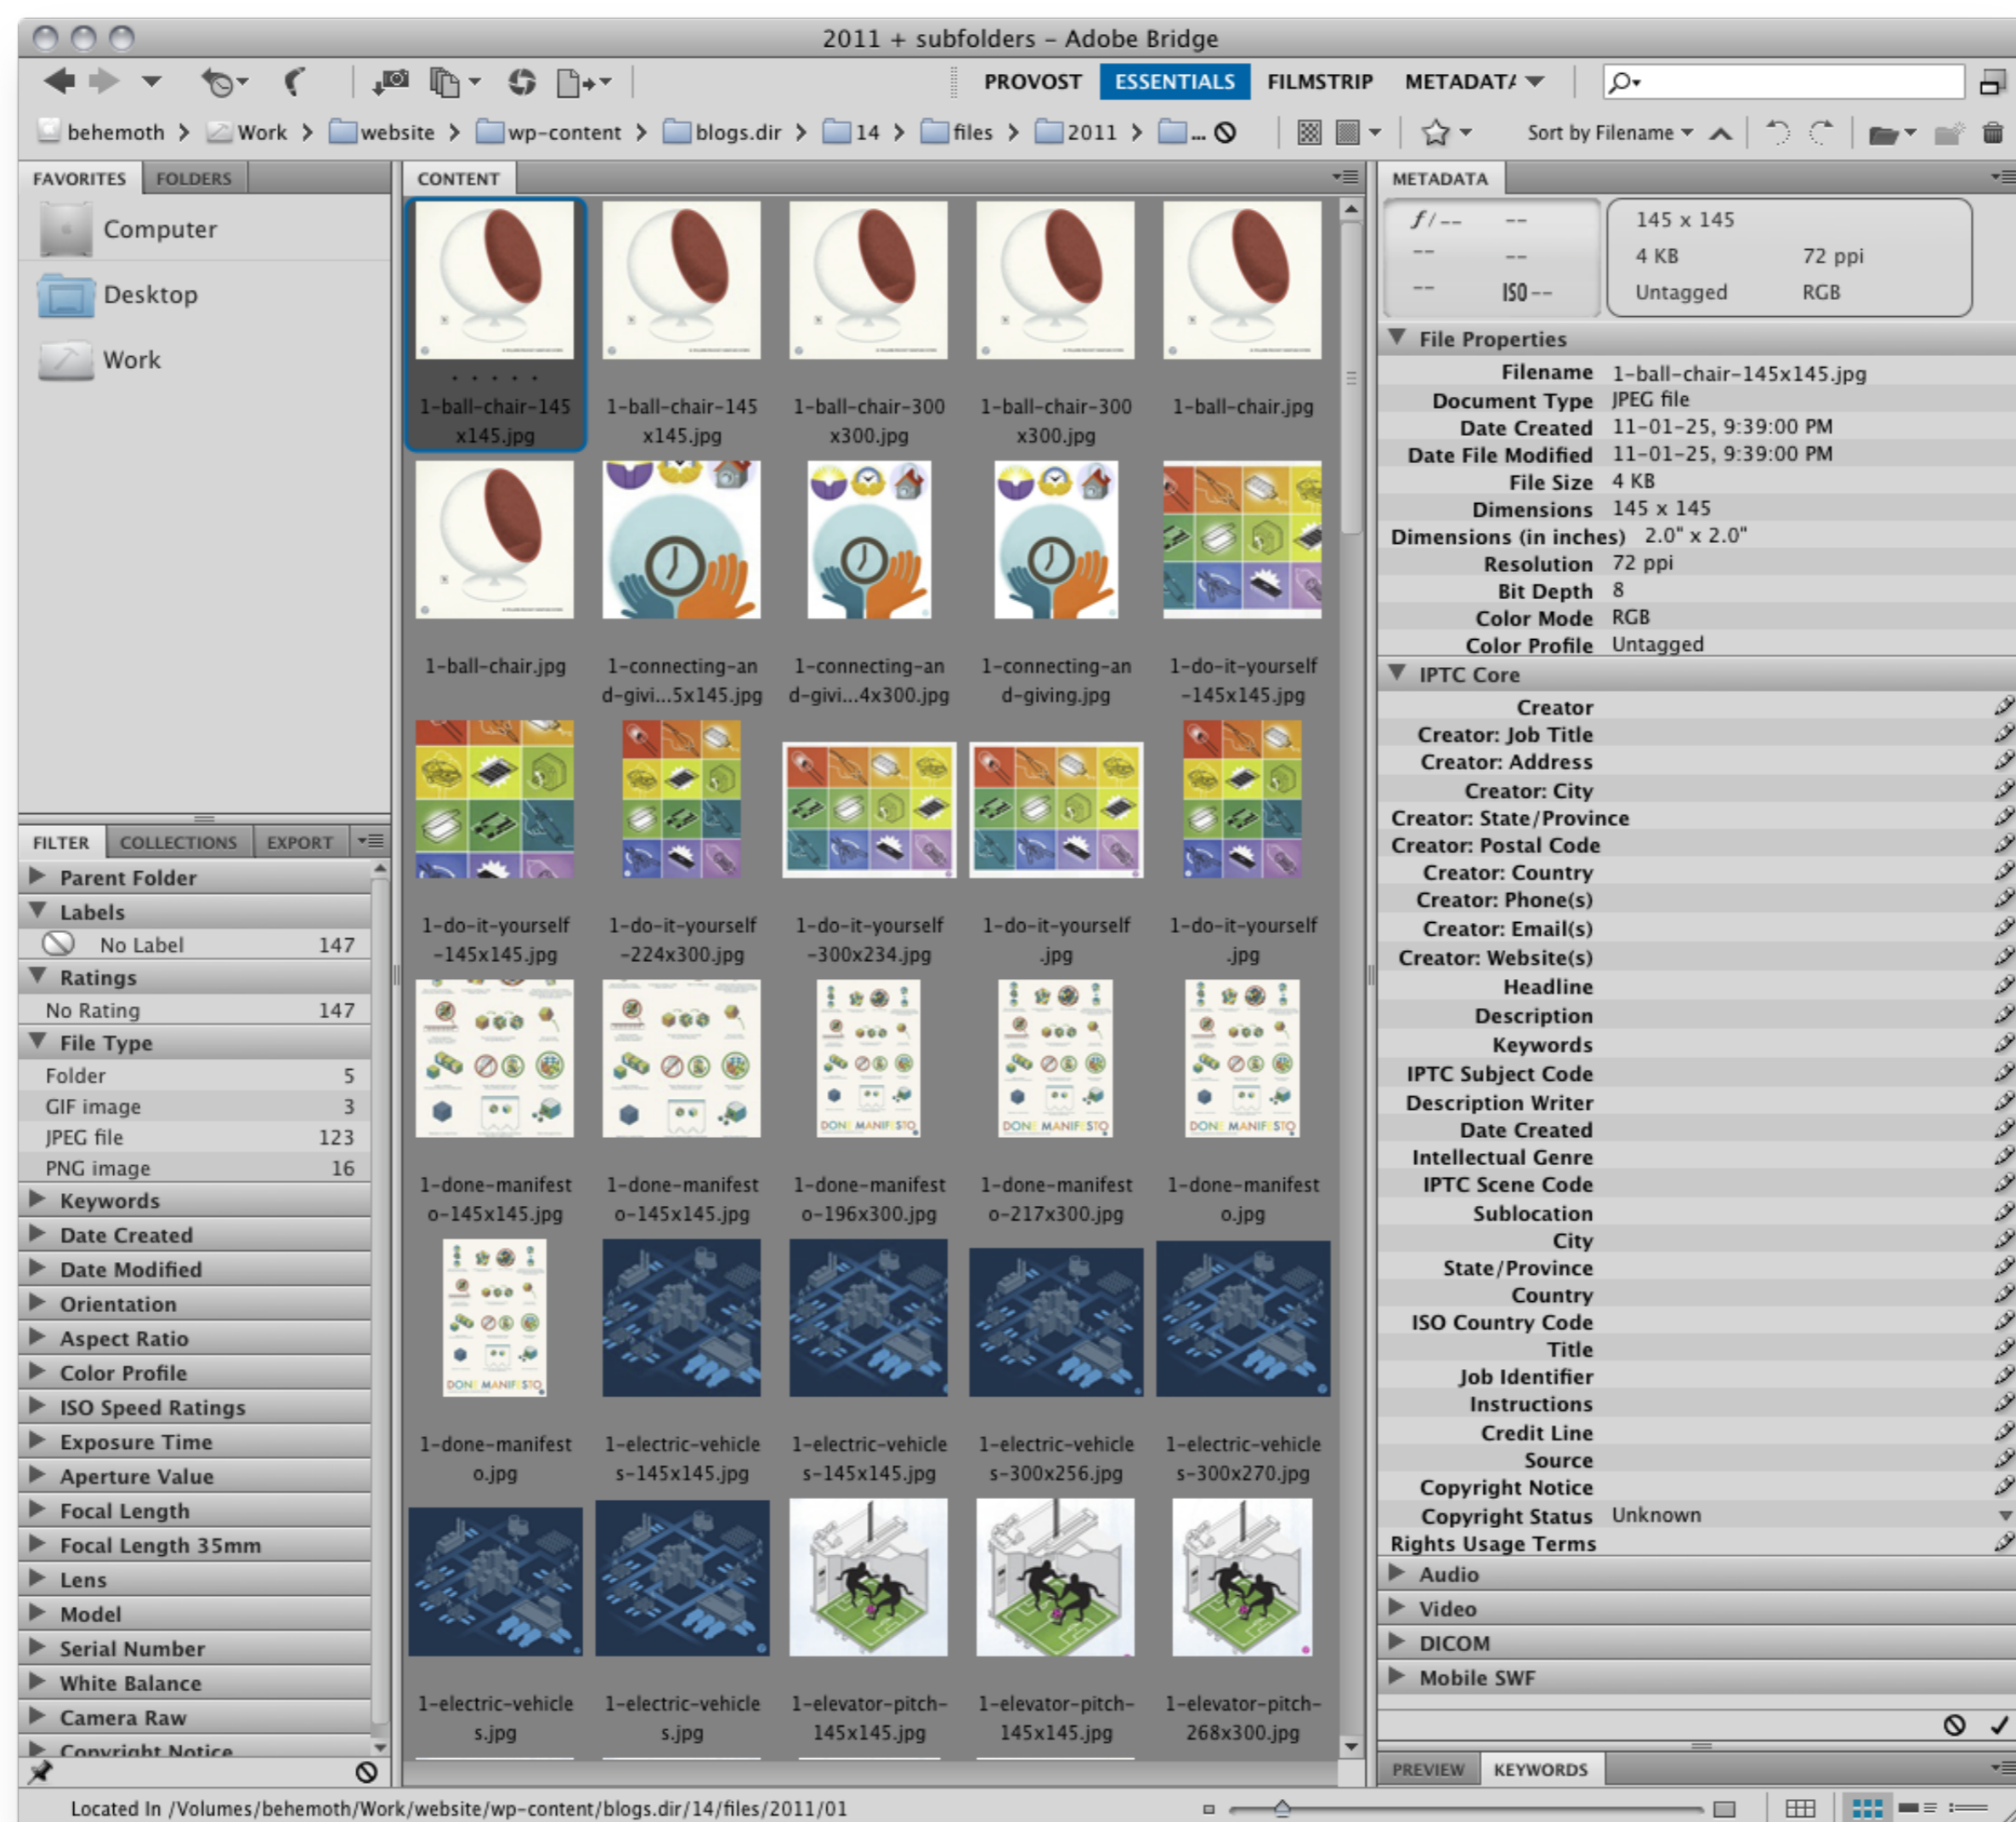 2011 + subfolders – Adobe Bridge
PROVOST ESSENTIALS FILMSTRIP METADATA
behemoth Work website wp-content blogs.dir 14 files 2011 ... Sort by Filename
FAVORITES FOLDERS
Computer
Desktop
Work
FILTER COLLECTIONS EXPORT
Parent Folder
Labels
No Label 147
Ratings
No Rating 147
File Type
Folder 5
GIF image 3
JPEG file 123
PNG image 16
Keywords
Date Created
Date Modified
Orientation
Aspect Ratio
Color Profile
ISO Speed Ratings
Exposure Time
Aperture Value
Focal Length
Focal Length 35mm
Lens
Model
Serial Number
White Balance
Camera Raw
Copyright Notice
CONTENT
1-ball-chair-145 1-ball-chair-145 1-ball-chair-300 1-ball-chair-300 1-ball-chair.jpg
x145.jpg x145.jpg x300.jpg x300.jpg
1-ball-chair.jpg 1-connecting-an 1-connecting-an 1-connecting-an 1-do-it-yourself
d-givi...5x145.jpg d-givi...4x300.jpg d-giving.jpg -145x145.jpg
1-do-it-yourself 1-do-it-yourself 1-do-it-yourself 1-do-it-yourself 1-do-it-yourself
-145x145.jpg -224x300.jpg -300x234.jpg .jpg .jpg
DONE MANIFESTO DONE MANIFESTO DONE MANIFESTO
1-done-manifest 1-done-manifest 1-done-manifest 1-done-manifest 1-done-manifest
o-145x145.jpg o-145x145.jpg o-196x300.jpg o-217x300.jpg o.jpg
DONE MANIFESTO
1-done-manifest 1-electric-vehicle 1-electric-vehicle 1-electric-vehicle 1-electric-vehicle
o.jpg s-145x145.jpg s-145x145.jpg s-300x256.jpg s-300x270.jpg
1-electric-vehicle 1-electric-vehicle 1-elevator-pitch- 1-elevator-pitch- 1-elevator-pitch-
s.jpg s.jpg 145x145.jpg 145x145.jpg 268x300.jpg
METADATA
f/-- -- 145 x 145
-- -- 4 KB 72 ppi
-- ISO -- Untagged RGB
File Properties
Filename 1-ball-chair-145x145.jpg
Document Type JPEG file
Date Created 11-01-25, 9:39:00 PM
Date File Modified 11-01-25, 9:39:00 PM
File Size 4 KB
Dimensions 145 x 145
Dimensions (in inches) 2.0" x 2.0"
Resolution 72 ppi
Bit Depth 8
Color Mode RGB
Color Profile Untagged
IPTC Core
Creator
Creator: Job Title
Creator: Address
Creator: City
Creator: State/Province
Creator: Postal Code
Creator: Country
Creator: Phone(s)
Creator: Email(s)
Creator: Website(s)
Headline
Description
Keywords
IPTC Subject Code
Description Writer
Date Created
Intellectual Genre
IPTC Scene Code
Sublocation
City
State/Province
Country
ISO Country Code
Title
Job Identifier
Instructions
Credit Line
Source
Copyright Notice
Copyright Status Unknown
Rights Usage Terms
Audio
Video
DICOM
Mobile SWF
PREVIEW KEYWORDS
Located In /Volumes/behemoth/Work/website/wp-content/blogs.dir/14/files/2011/01